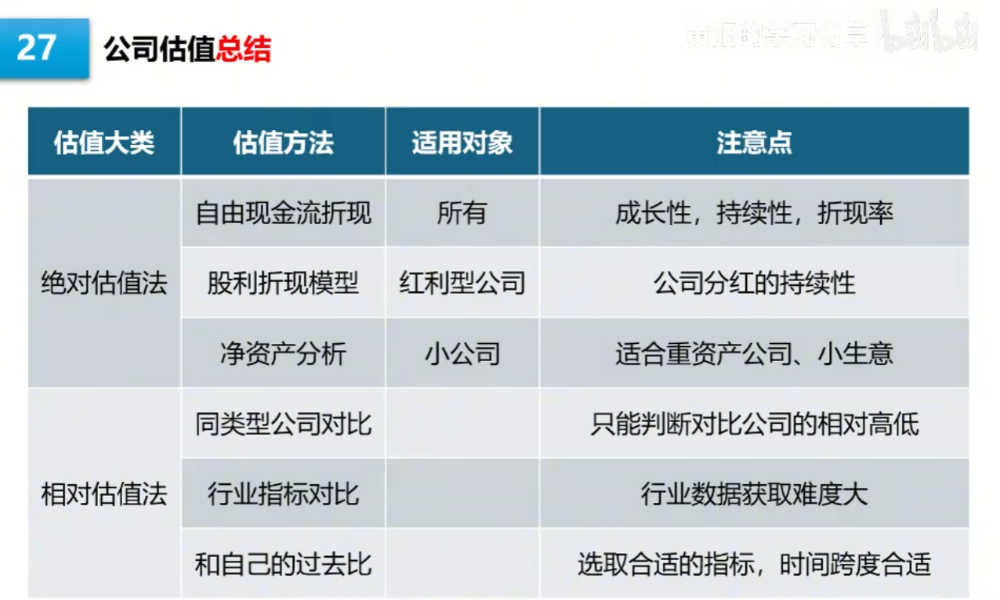 27
公司估值总结
黄旺的学习分享 bilibili
估值大类 估值方法 适用对象 注意点
绝对估值法
自由现金流折现 所有 成长性，持续性，折现率
股利折现模型 红利型公司 公司分红的持续性
净资产分析 小公司 适合重资产公司、小生意
相对估值法
同类型公司对比 只能判断对比公司的相对高低
行业指标对比 行业数据获取难度大
和自己的过去比 选取合适的指标，时间跨度合适